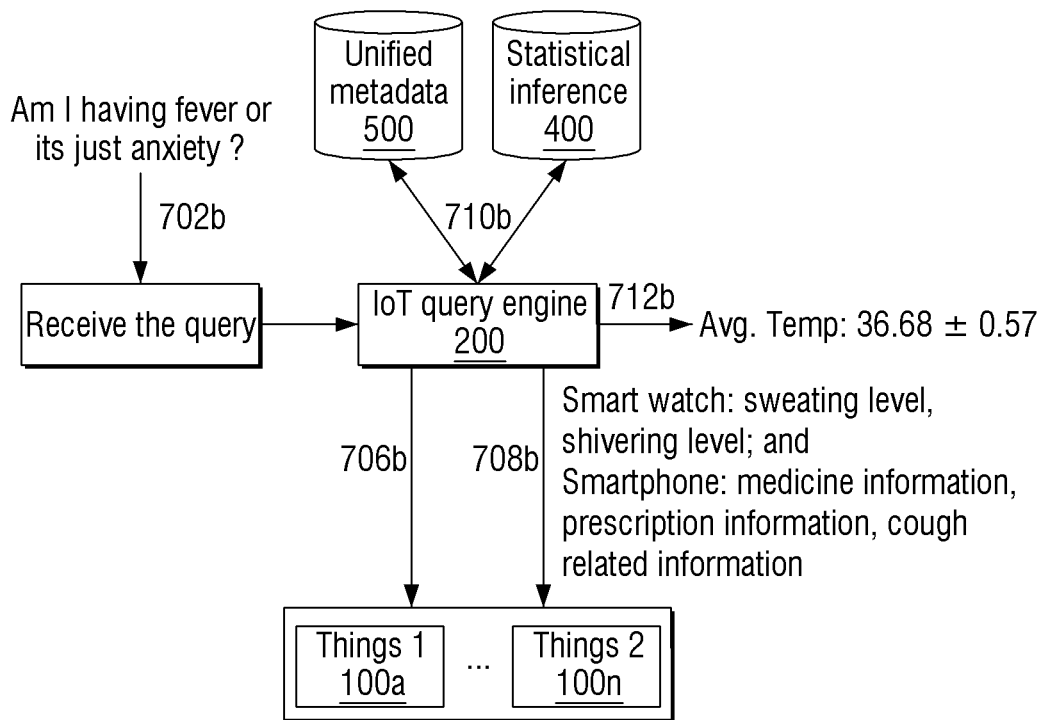 Unified
metadata
500
Statistical
inference
400
Am I having fever or
its just anxiety ?
702b
710b
Receive the query
IoT query engine
200
712b
Avg. Temp: 36.68 ± 0.57
706b
708b
Smart watch: sweating level,
shivering level; and
Smartphone: medicine information,
prescription information, cough
related information
Things 1
100a
...
Things 2
100n